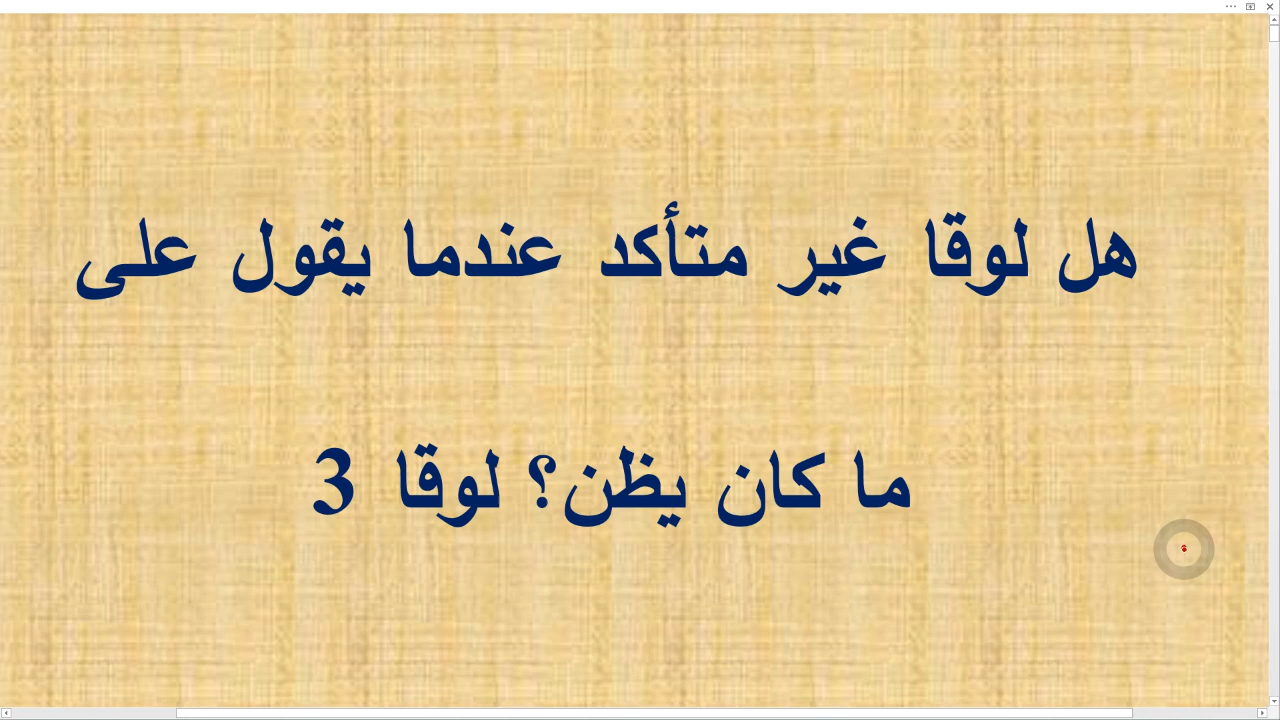 هل لوقا غير متأكد عندما يقول على
ما كان يظن؟ لوقا 3